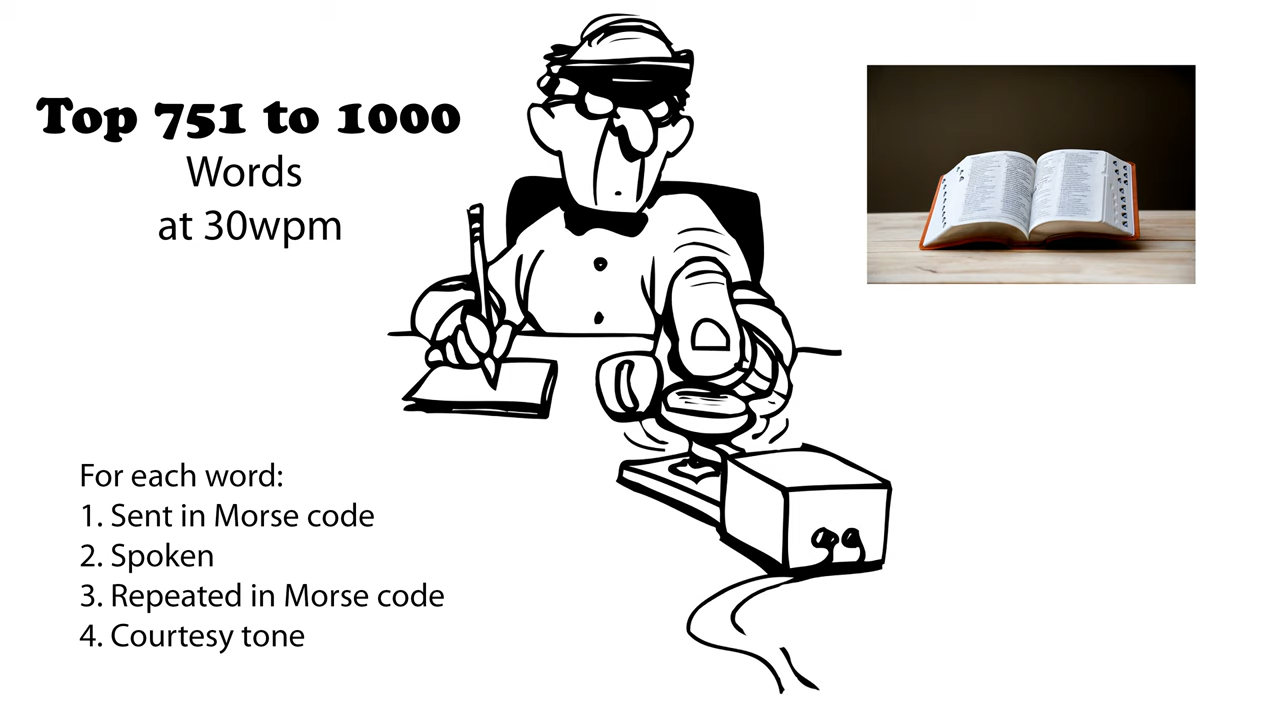 Top 751 to 1000
Words
at 30wpm
For each word:
1. Sent in Morse code
2. Spoken
3. Repeated in Morse code
4. Courtesy tone